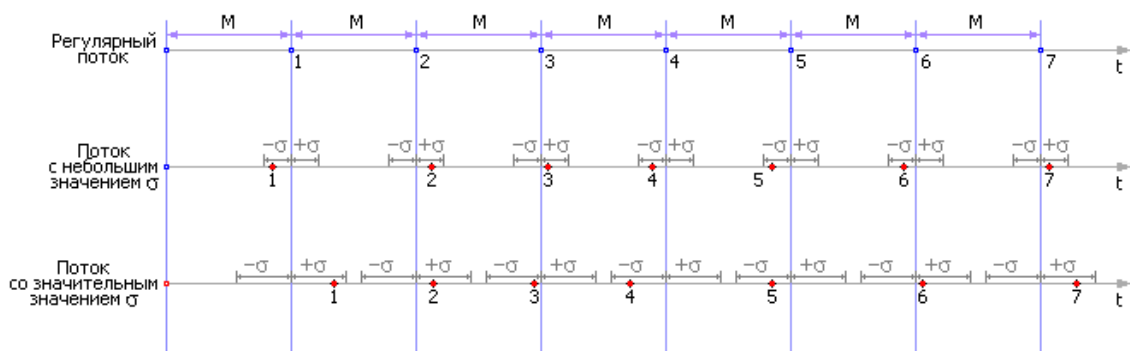 M M M M M M M
Регулярный
поток
1 2 3 4 5 6 7 t
−σ +σ −σ +σ −σ +σ −σ +σ −σ +σ −σ +σ −σ +σ
Поток
с небольшим
значением σ
1 2 3 4 5 6 7 t
−σ +σ −σ +σ −σ +σ −σ +σ −σ +σ −σ +σ −σ +σ
Поток
со значительным
значением σ
1 2 3 4 5 6 7 t